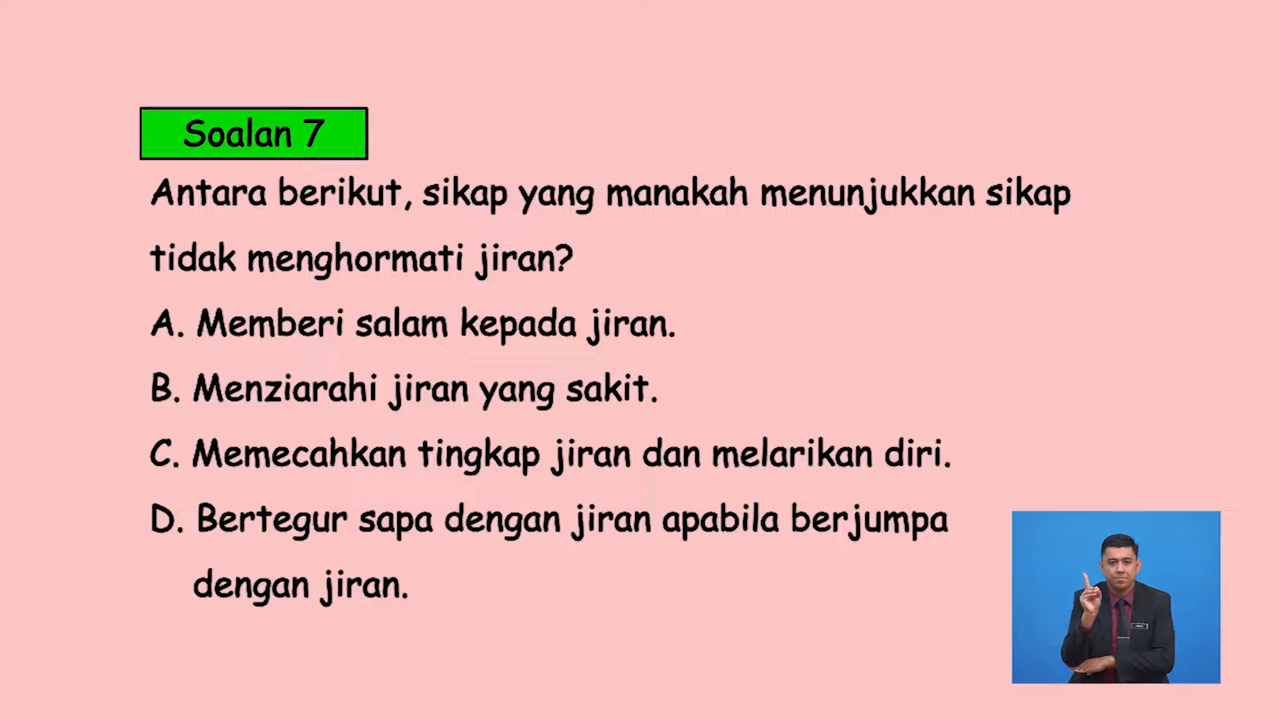 Soalan 7
Antara berikut, sikap yang manakah menunjukkan sikap
tidak menghormati jiran?
A. Memberi salam kepada jiran.
B. Menziarahi jiran yang sakit.
C. Memecahkan tingkap jiran dan melarikan diri.
D. Bertegur sapa dengan jiran apabila berjumpa
dengan jiran.